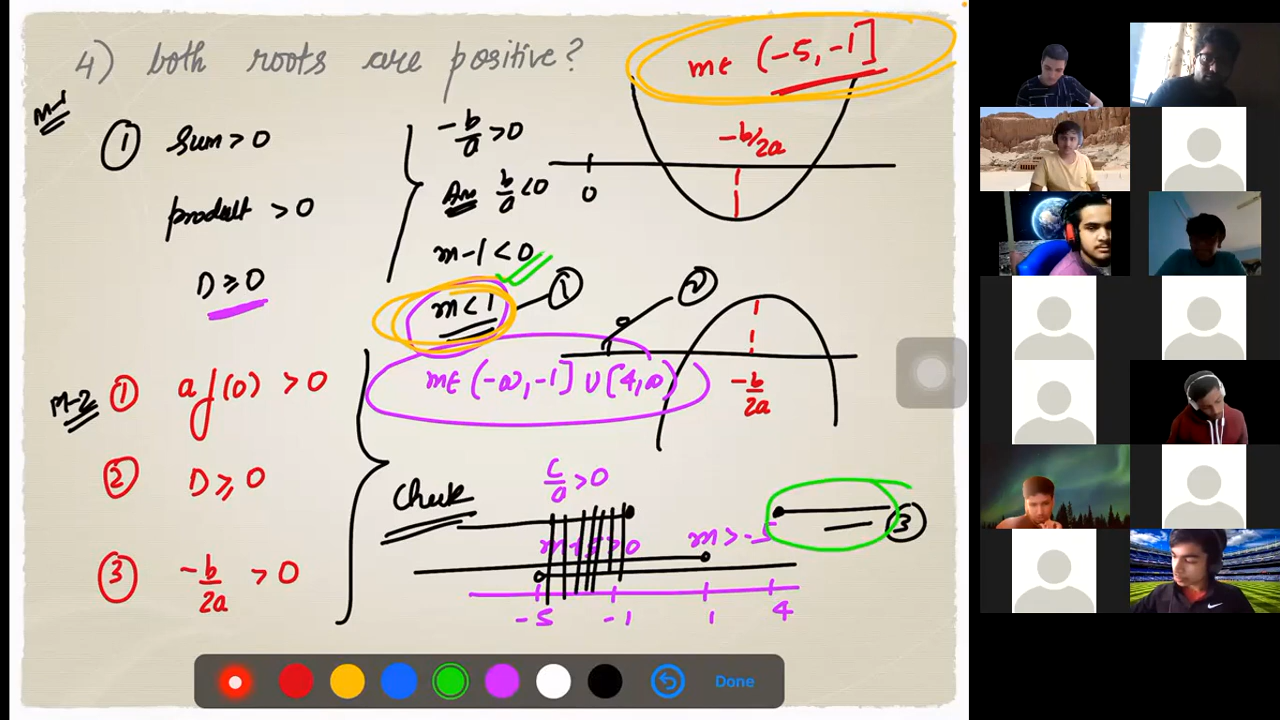 4) both roots are positive?
m∈ (-5, -1]
M-1
① Sum > 0
product > 0
D ≥ 0
-b/a > 0
b/a < 0
m-1 < 0
m < 1 ①
-b/2a
0
②
0
m∈ (-∞, -1] ∪ [4, ∞)
-b/2a
M-2
① a f(0) > 0
② D ≥ 0
③ -b/2a > 0
Check
c/a > 0
m > -5
③
-5 -1 1 4
Done